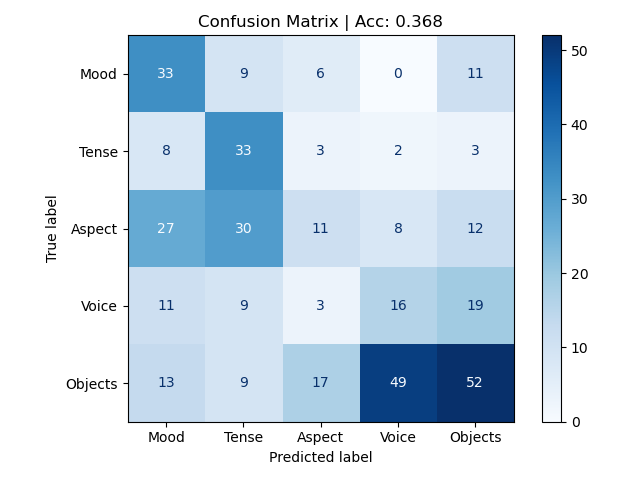 Confusion Matrix | Acc: 0.368
Mood 33 9 6 0 11
Tense 8 33 3 2 3
Aspect 27 30 11 8 12
Voice 11 9 3 16 19
Objects 13 9 17 49 52
Mood Tense Aspect Voice Objects
Predicted label
True label
50
40
30
20
10
0